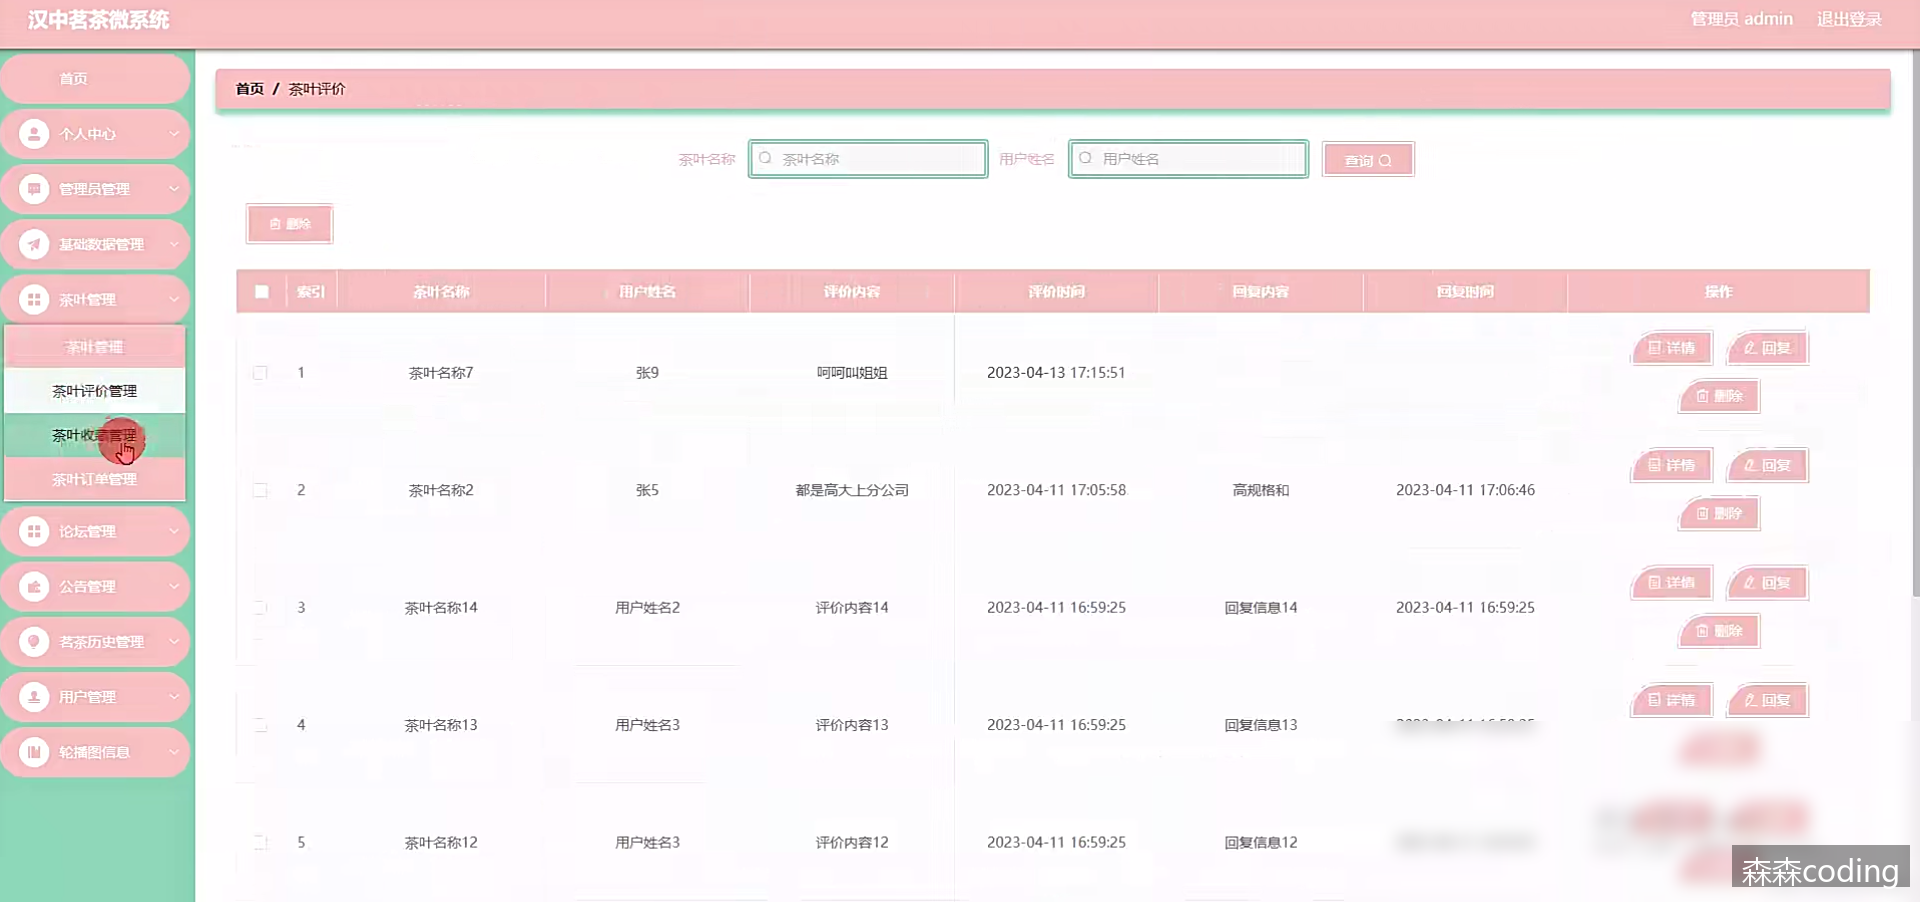 汉中茗茶微系统
管理员 admin 退出登录
首页
个人中心
管理员管理
基础数据管理
茶叶管理
茶叶管理
茶叶评价管理
茶叶收藏管理
茶叶订单管理
论坛管理
公告管理
茗茶历史管理
用户管理
轮播图信息
首页 / 茶叶评价
茶叶名称 茶叶名称 用户姓名 用户姓名 查询
删除
索引 茶叶名称 用户姓名 评价内容 评价时间 回复内容 回复时间 操作
1 茶叶名称7 张9 呵呵叫姐姐 2023-04-13 17:15:51 详情 回复
删除
2 茶叶名称2 张5 都是高大上分公司 2023-04-11 17:05:58 高规格和 2023-04-11 17:06:46 详情 回复
删除
3 茶叶名称14 用户姓名2 评价内容14 2023-04-11 16:59:25 回复信息14 2023-04-11 16:59:25 详情 回复
删除
4 茶叶名称13 用户姓名3 评价内容13 2023-04-11 16:59:25 回复信息13 详情 回复
5 茶叶名称12 用户姓名3 评价内容12 2023-04-11 16:59:25 回复信息12
森森coding